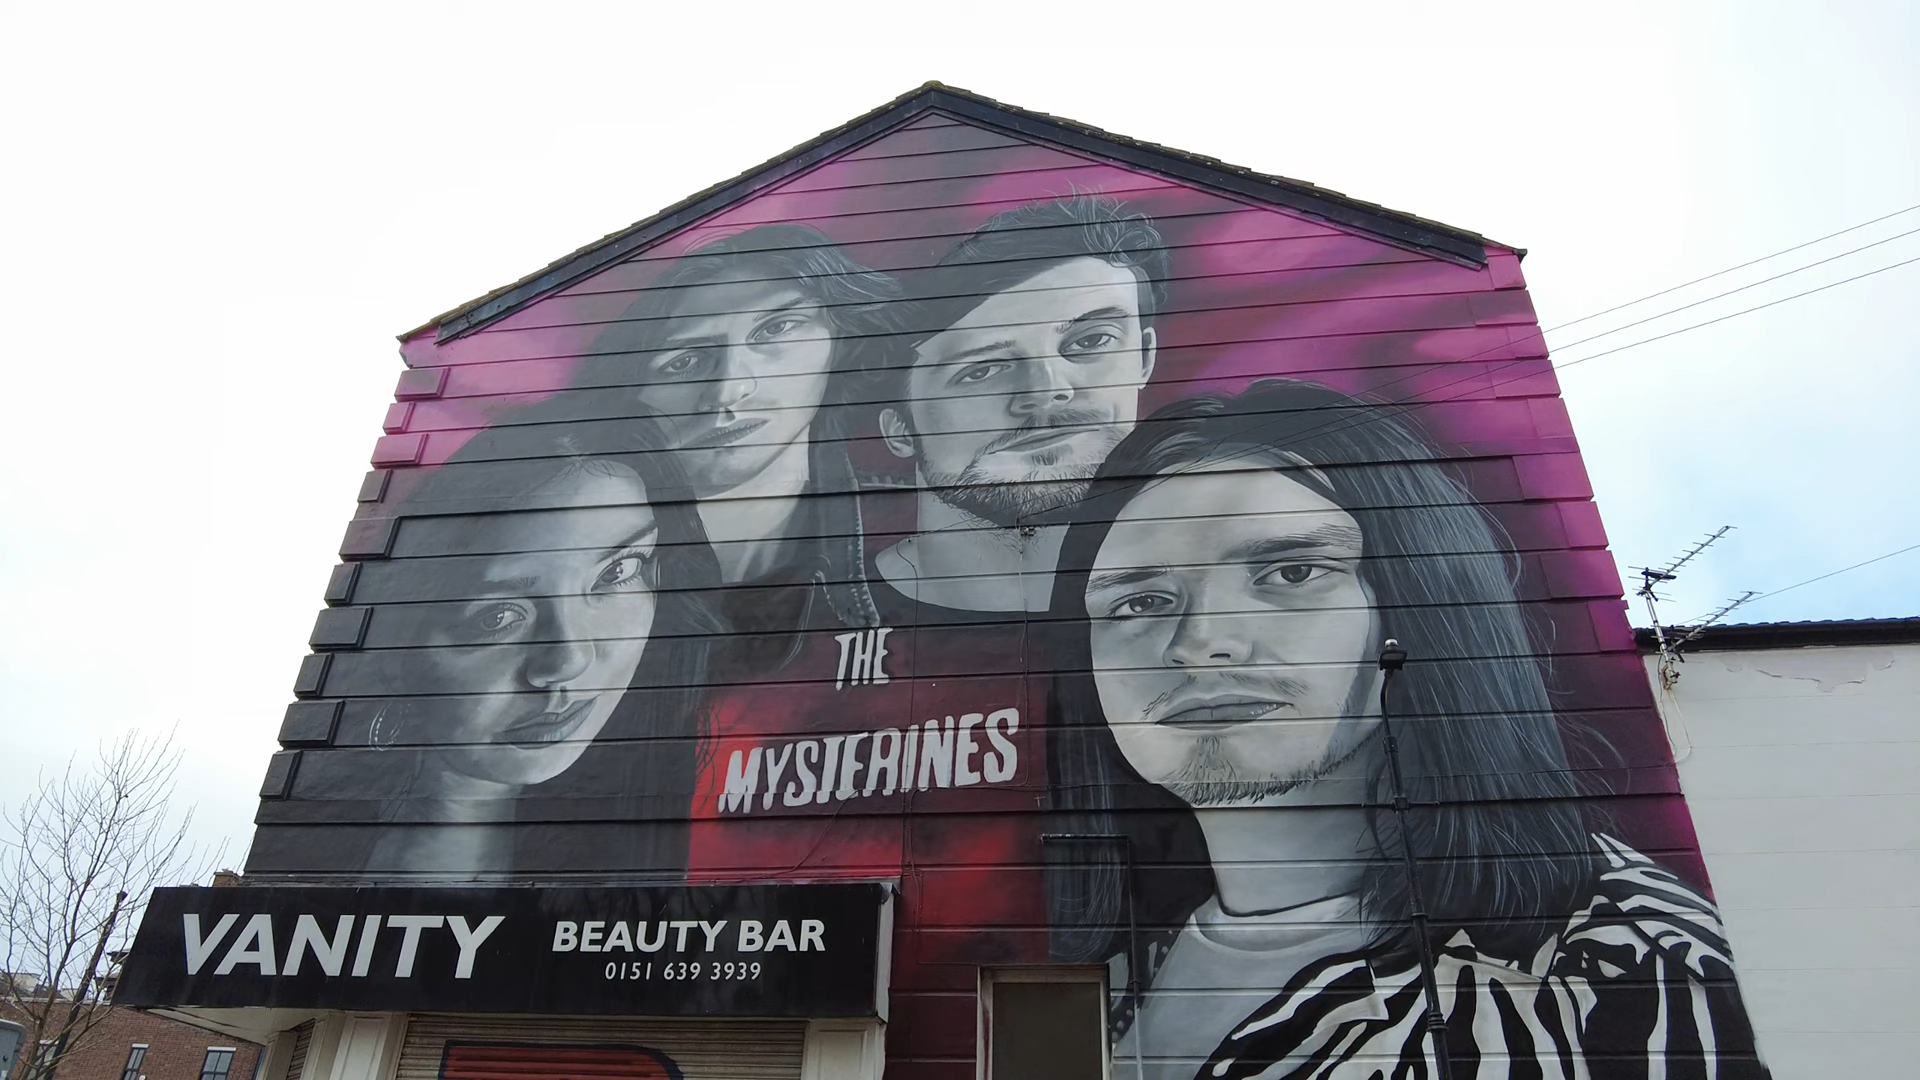 THE
MYSTERINES
VANITY
BEAUTY BAR
0151 639 3939